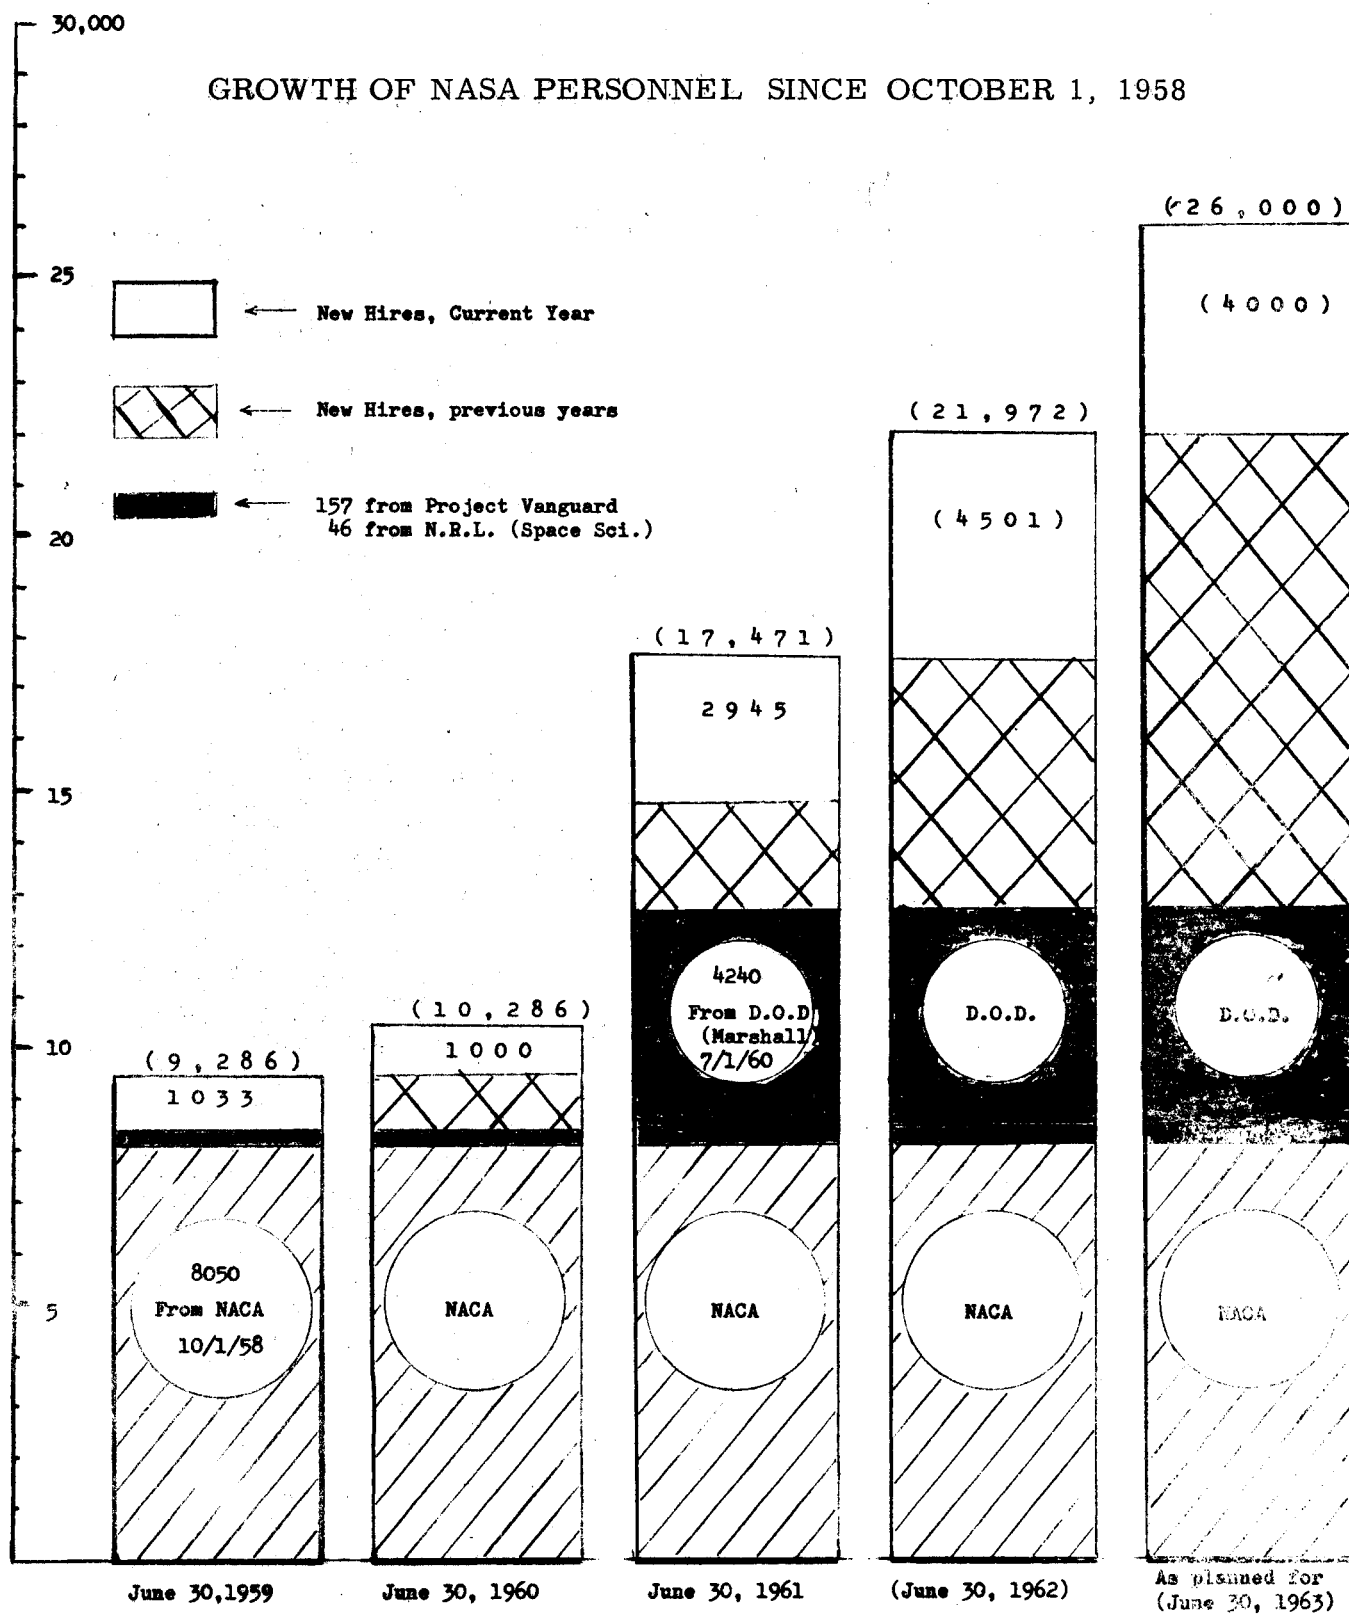 30,000
GROWTH OF NASA PERSONNEL SINCE OCTOBER 1, 1958
25
20
15
10
5
New Hires, Current Year
New Hires, previous years
157 from Project Vanguard
46 from N.R.L. (Space Sci.)
(9,286)
1033
8050
From NACA
10/1/58
June 30,1959
(10,286)
1000
NACA
June 30, 1960
(17,471)
2945
4240
From D.O.D
(Marshall)
7/1/60
NACA
June 30, 1961
(21,972)
(4501)
D.O.D.
NACA
(June 30, 1962)
(26,000)
(4000)
D.O.D.
NACA
As planned for
(June 30, 1963)